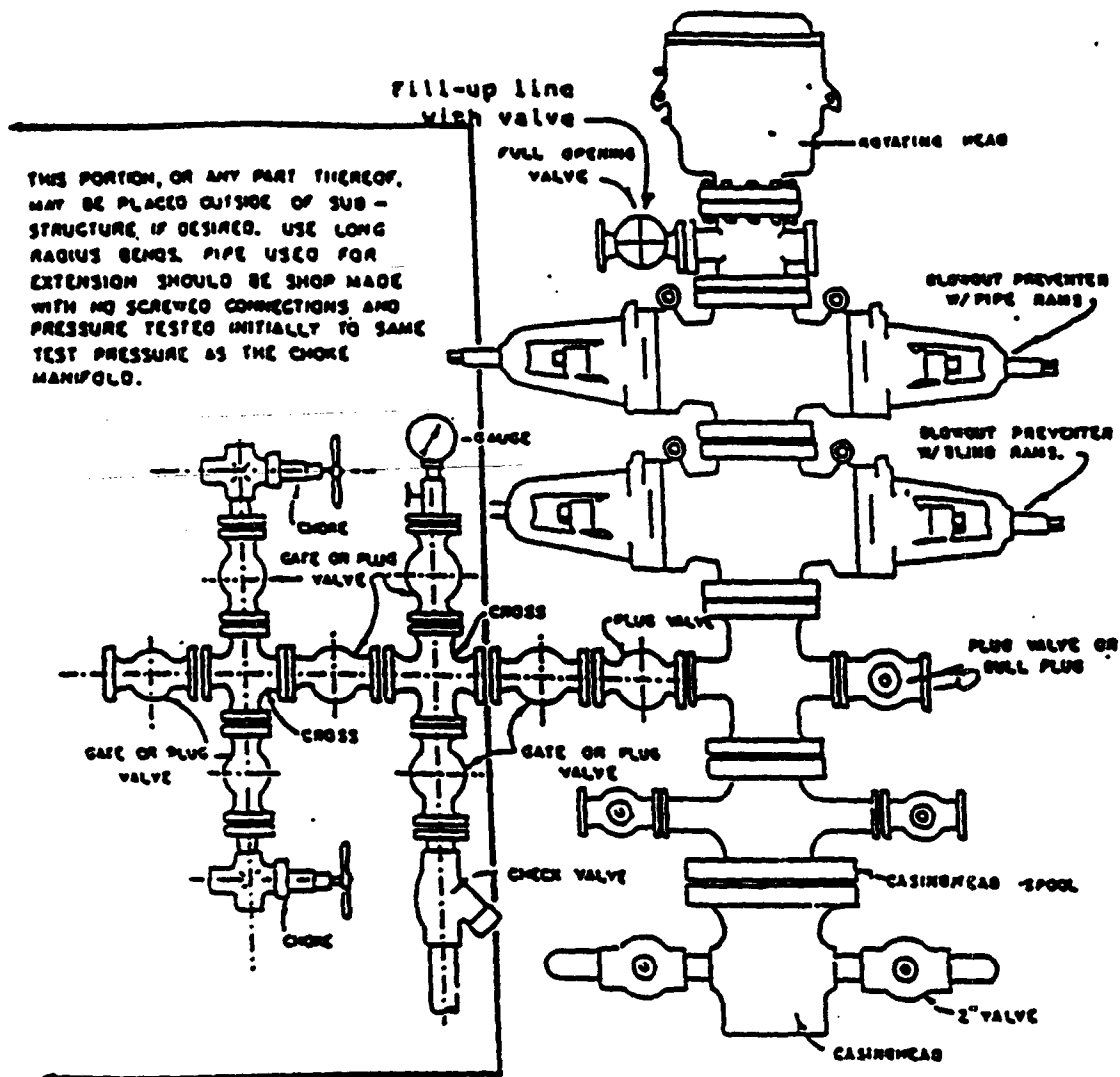 Fill-up line
with valve
FULL OPENING
VALVE
ROTATING HEAD
THIS PORTION, OR ANY PART THEREOF,
MAY BE PLACED OUTSIDE OF SUB-
STRUCTURE, IF DESIRED. USE LONG
RADIUS BENDS. PIPE USED FOR
EXTENSION SHOULD BE SHOP MADE
WITH NO SCREWED CONNECTIONS AND
PRESSURE TESTED INITIALLY TO SAME
TEST PRESSURE AS THE CHOKE
MANIFOLD.
BLOWOUT PREVENTER
W/ PIPE RAMS
GAUGE
BLOWOUT PREVENTER
W/ BLIND RAMS.
CHOKE
GATE OR PLUG
VALVE
CROSS
PLUG VALVE
PLUG VALVE OR
BULL PLUG
CROSS
GATE OR PLUG
VALVE
GATE OR PLUG
VALVE
CHECK VALVE
CASINGHEAD SPOOL
CHOKE
2" VALVE
CASINGHEAD